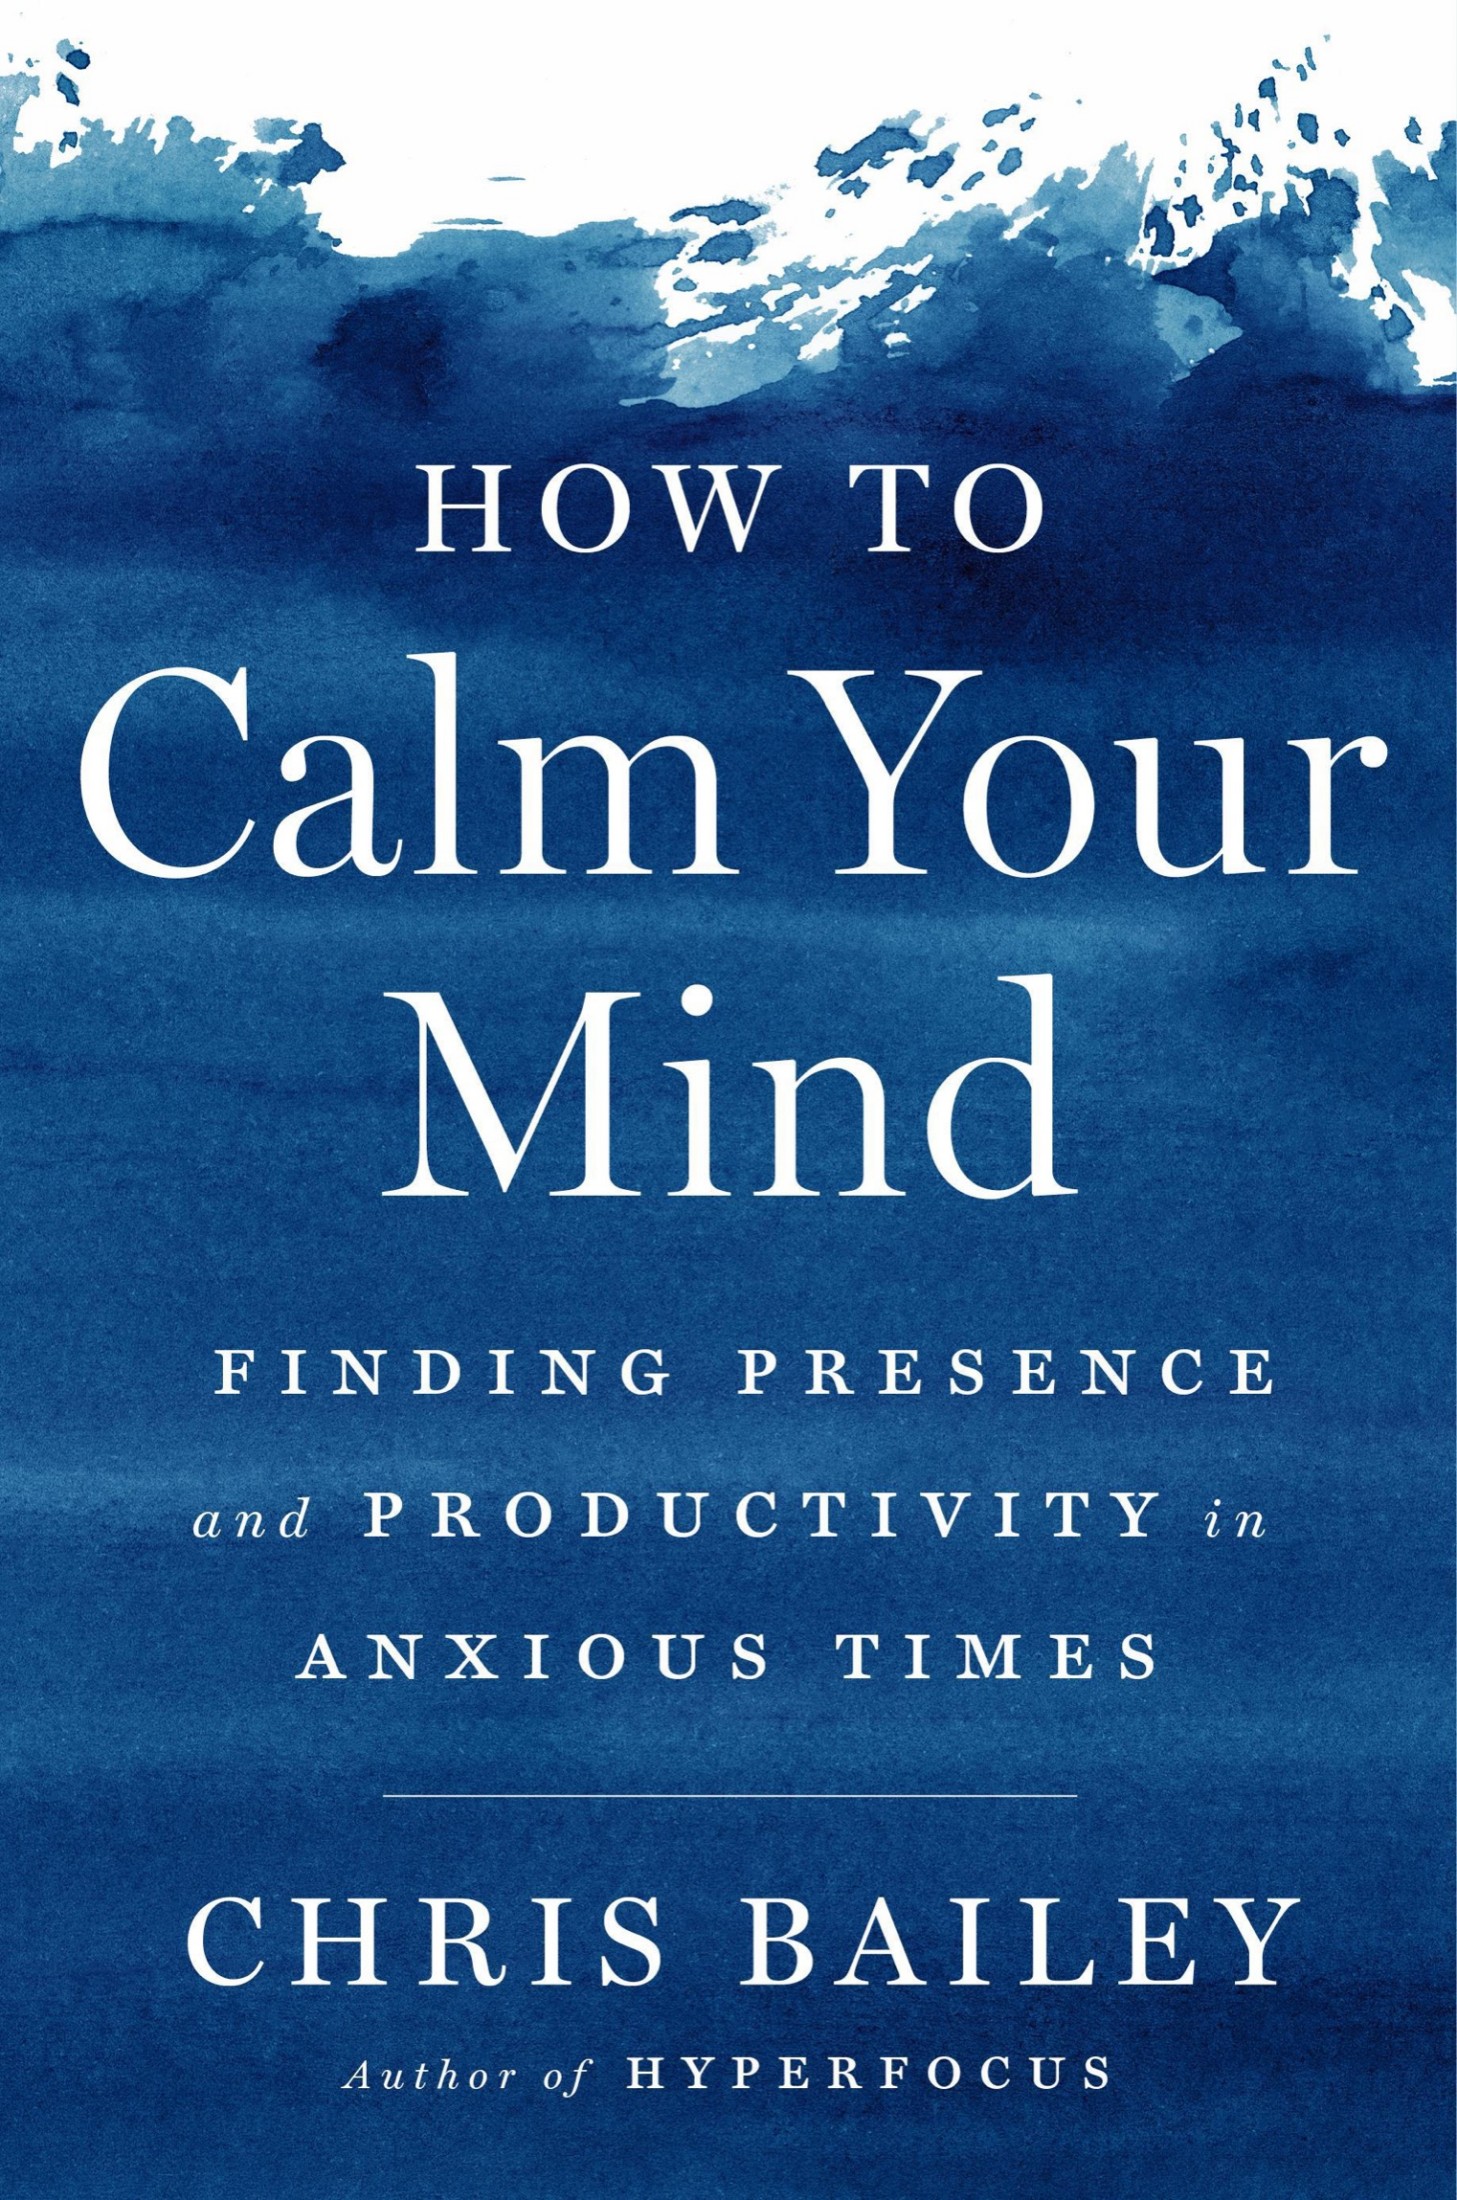 HOW TO
Calm Your
Mind
FINDING PRESENCE
and PRODUCTIVITY in
ANXIOUS TIMES
CHRIS BAILEY
Author of HYPERFOCUS